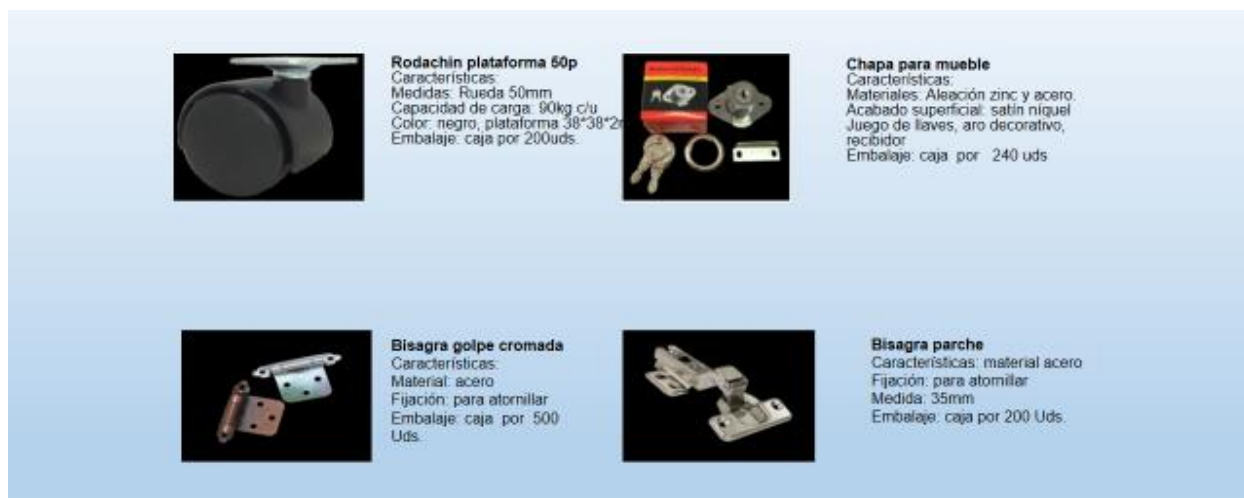 Rodachin plataforma 50p
Características:
Medidas: Rueda 50mm
Capacidad de carga: 90kg c/u
Color: negro, plataforma 38*38*2
Embalaje: caja por 200uds.
Chapa para mueble
Características:
Materiales: Aleación zinc y acero.
Acabado superficial: satín níquel
Juego de llaves, aro decorativo,
recibidor
Embalaje: caja por 240 uds
Bisagra golpe cromada
Características:
Material: acero
Fijación: para atornillar
Embalaje: caja por 500
Uds.
Bisagra parche
Características: material acero
Fijación: para atornillar
Medida: 35mm
Embalaje: caja por 200 Uds.